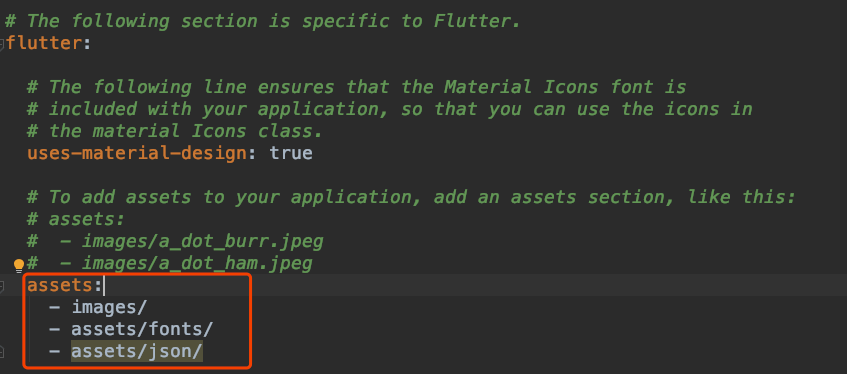 # The following section is specific to Flutter.
flutter:
# The following line ensures that the Material Icons font is
# included with your application, so that you can use the icons in
# the material Icons class.
uses-material-design: true
# To add assets to your application, add an assets section, like this:
# assets:
#  - images/a_dot_burr.jpeg
#  - images/a_dot_ham.jpeg
assets:
- images/
- assets/fonts/
- assets/json/